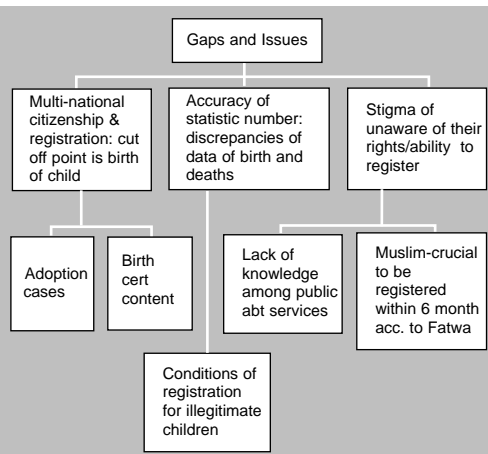 Gaps and Issues
Multi-national
citizenship &
registration: cut
off point is birth
of child
Accuracy of
statistic number:
discrepancies of
data of birth and
deaths
Stigma of
unaware of their
rights/ability to
register
Adoption
cases
Birth
cert
content
Lack of
knowledge
among public
abt services
Muslim-crucial
to be
registered
within 6 month
acc. to Fatwa
Conditions of
registration
for illegitimate
children